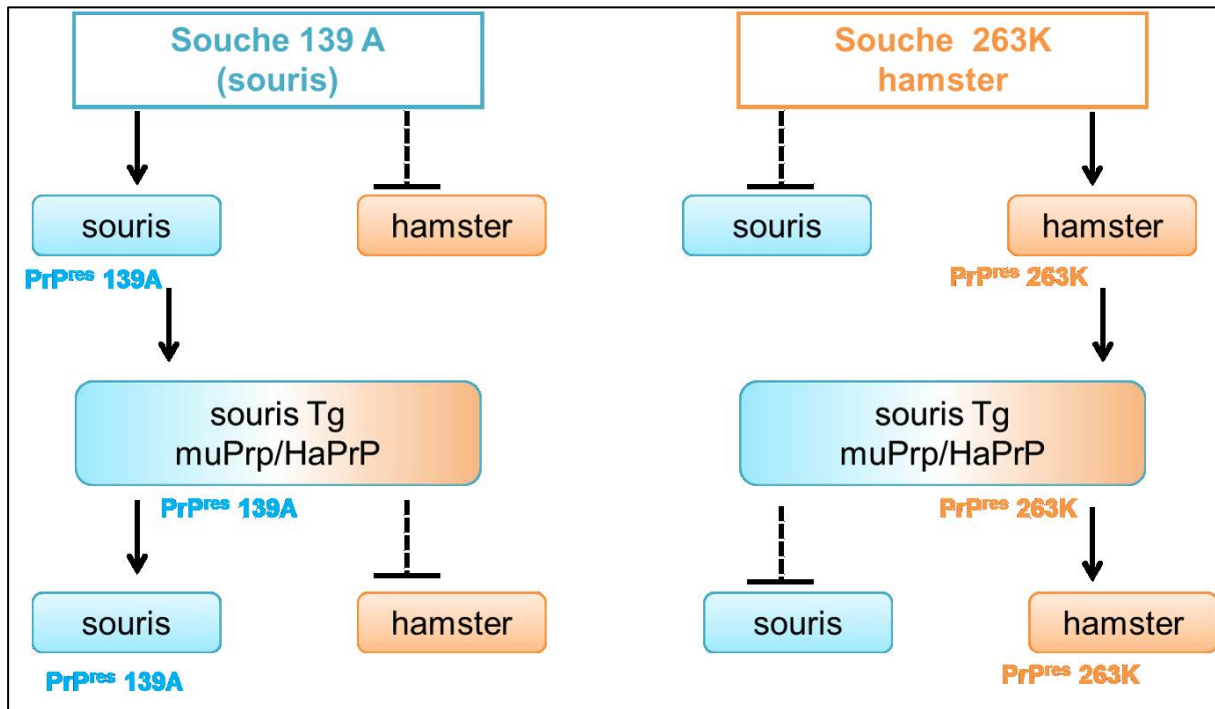 Souche 139 A
(souris)
Souche 263K
hamster
souris
hamster
souris
hamster
PrPres 139A
PrPres 263K
souris Tg
muPrp/HaPrP
souris Tg
muPrp/HaPrP
PrPres 139A
PrPres 263K
souris
hamster
souris
hamster
PrPres 139A
PrPres 263K